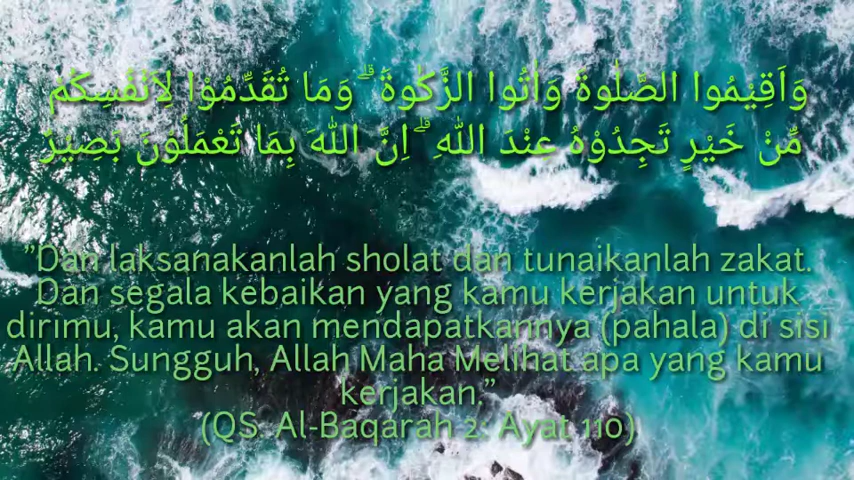 وَاَقِيْمُوا الصَّلٰوةَ وَاٰتُوا الزَّكٰوةَ ۗ وَمَا تُقَدِّمُوْا لِاَنْفُسِكُمْ
مِّنْ خَيْرٍ تَجِدُوْهُ عِنْدَ اللّٰهِ ۗ اِنَّ اللّٰهَ بِمَا تَعْمَلُوْنَ بَصِيْرٌ
"Dan laksanakanlah sholat dan tunaikanlah zakat.
Dan segala kebaikan yang kamu kerjakan untuk
dirimu, kamu akan mendapatkannya (pahala) di sisi
Allah. Sungguh, Allah Maha Melihat apa yang kamu
kerjakan."
(QS. Al-Baqarah 2: Ayat 110)